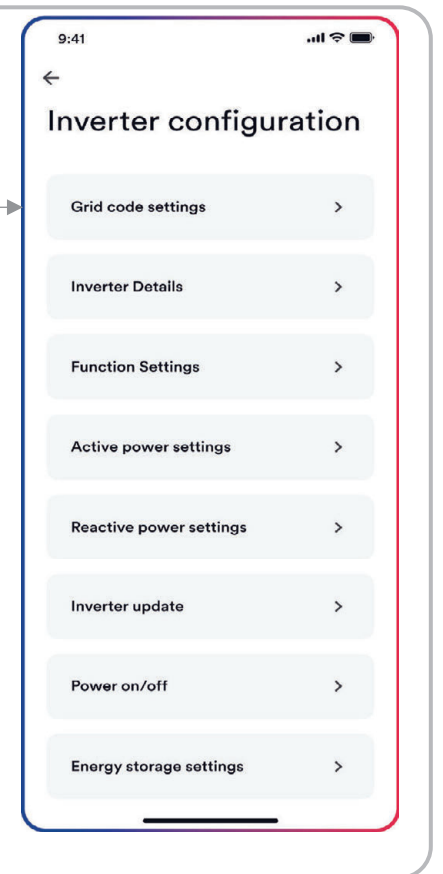 9:41
Inverter configuration
Grid code settings
Inverter Details
Function Settings
Active power settings
Reactive power settings
Inverter update
Power on/off
Energy storage settings